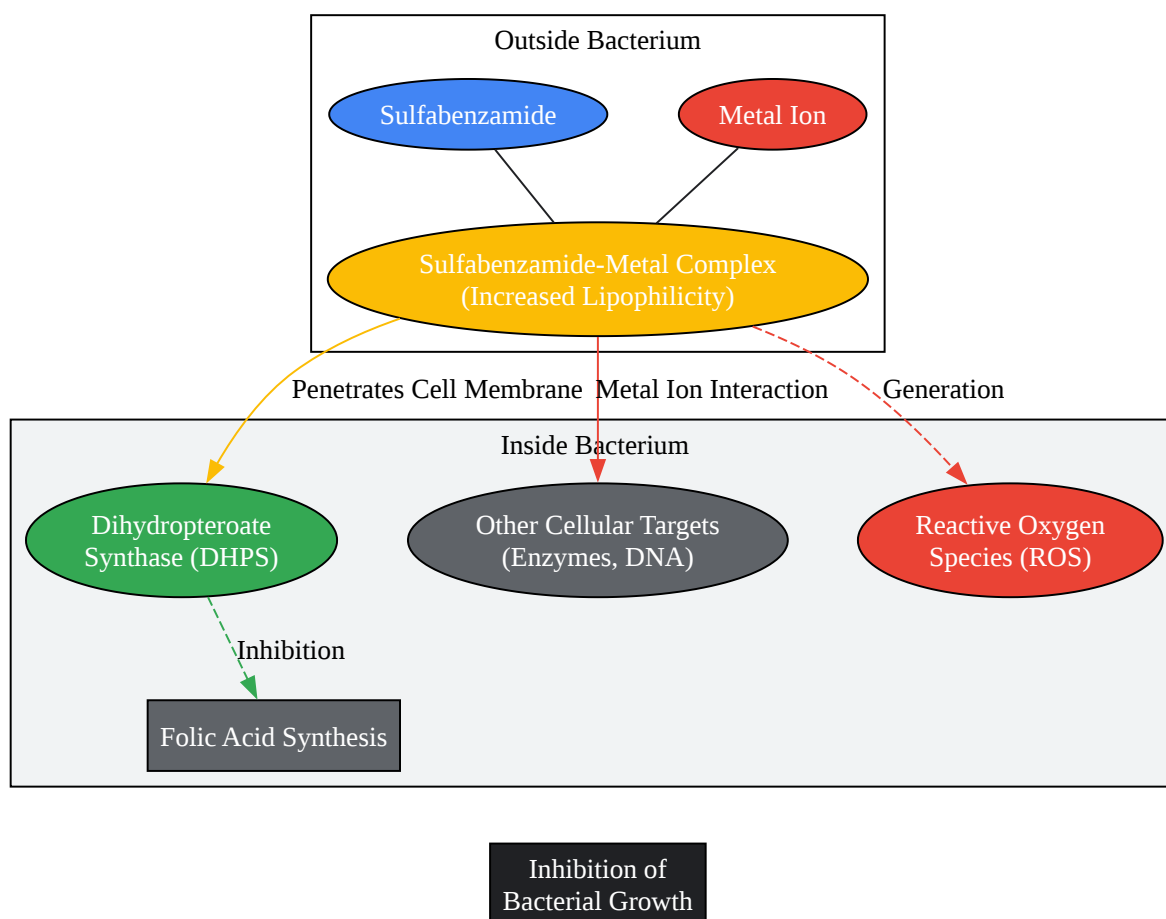 Outside Bacterium
Sulfabenzamide
Metal Ion
Sulfabenzamide-Metal Complex
(Increased Lipophilicity)
Penetrates Cell Membrane
Metal Ion Interaction
Generation
Inside Bacterium
Dihydropteroate
Synthase (DHPS)
Other Cellular Targets
(Enzymes, DNA)
Reactive Oxygen
Species (ROS)
Inhibition
Folic Acid Synthesis
Inhibition of
Bacterial Growth